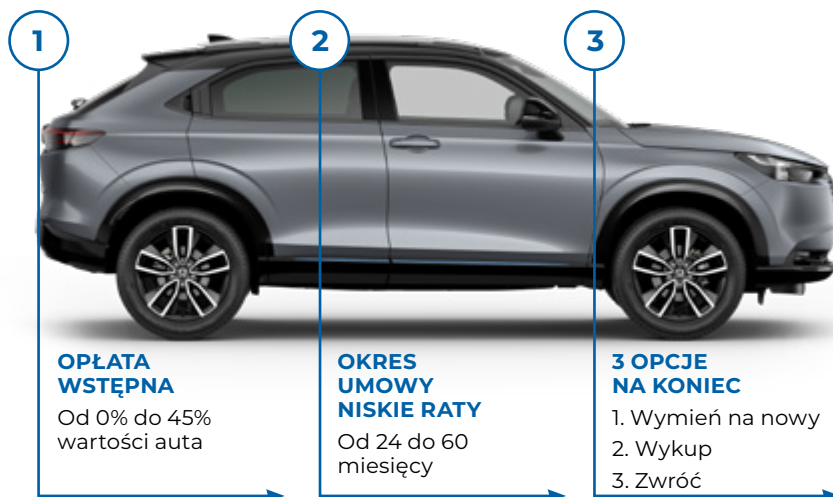 1
2
3
OPŁATA
WSTĘPNA
Od 0% do 45%
wartości auta
OKRES
UMOWY
NISKIE RATY
Od 24 do 60
miesięcy
3 OPCJE
NA KONIEC
1. Wymień na nowy
2. Wykup
3. Zwróć